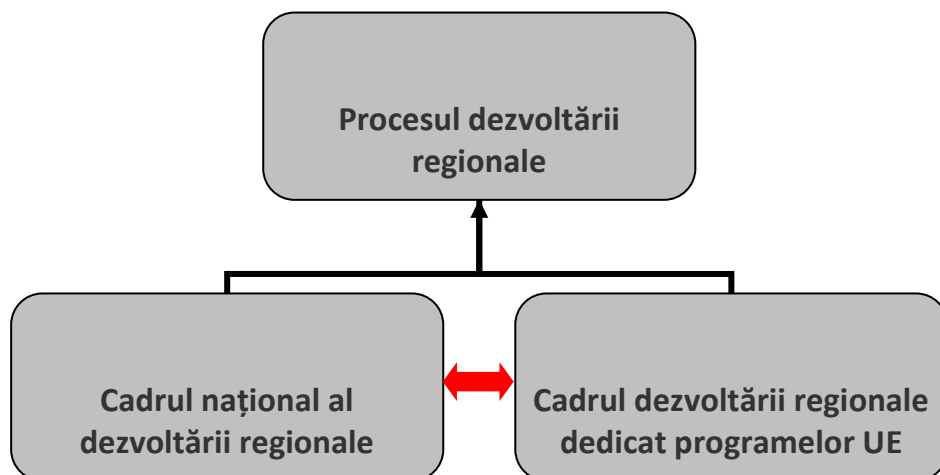 Procesul dezvoltării
regionale
Cadrul național al
dezvoltării regionale
Cadrul dezvoltării regionale
dedicat programelor UE